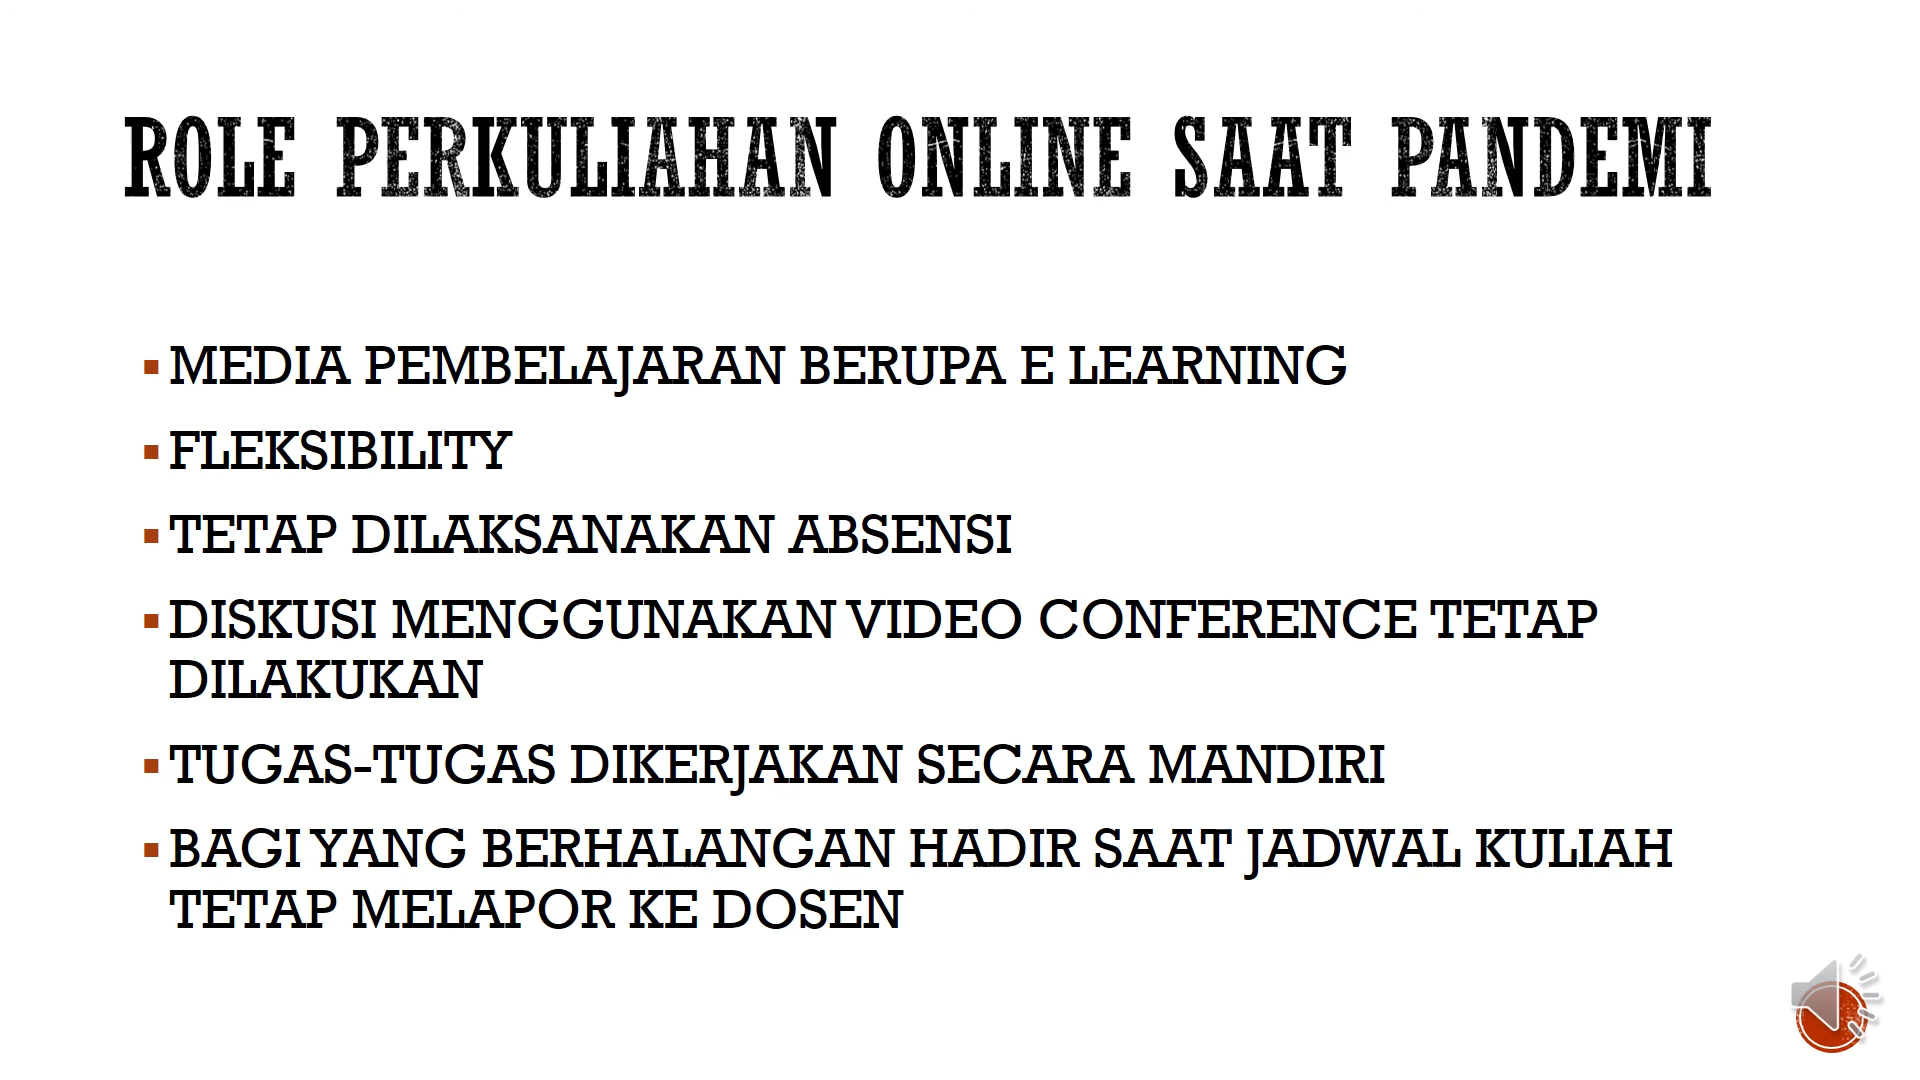 ROLE PERKULIAHAN ONLINE SAAT PANDEMI
▪ MEDIA PEMBELAJARAN BERUPA E LEARNING
▪ FLEKSIBILITY
▪ TETAP DILAKSANAKAN ABSENSI
▪ DISKUSI MENGGUNAKAN VIDEO CONFERENCE TETAP
DILAKUKAN
▪ TUGAS-TUGAS DIKERJAKAN SECARA MANDIRI
▪ BAGI YANG BERHALANGAN HADIR SAAT JADWAL KULIAH
TETAP MELAPOR KE DOSEN